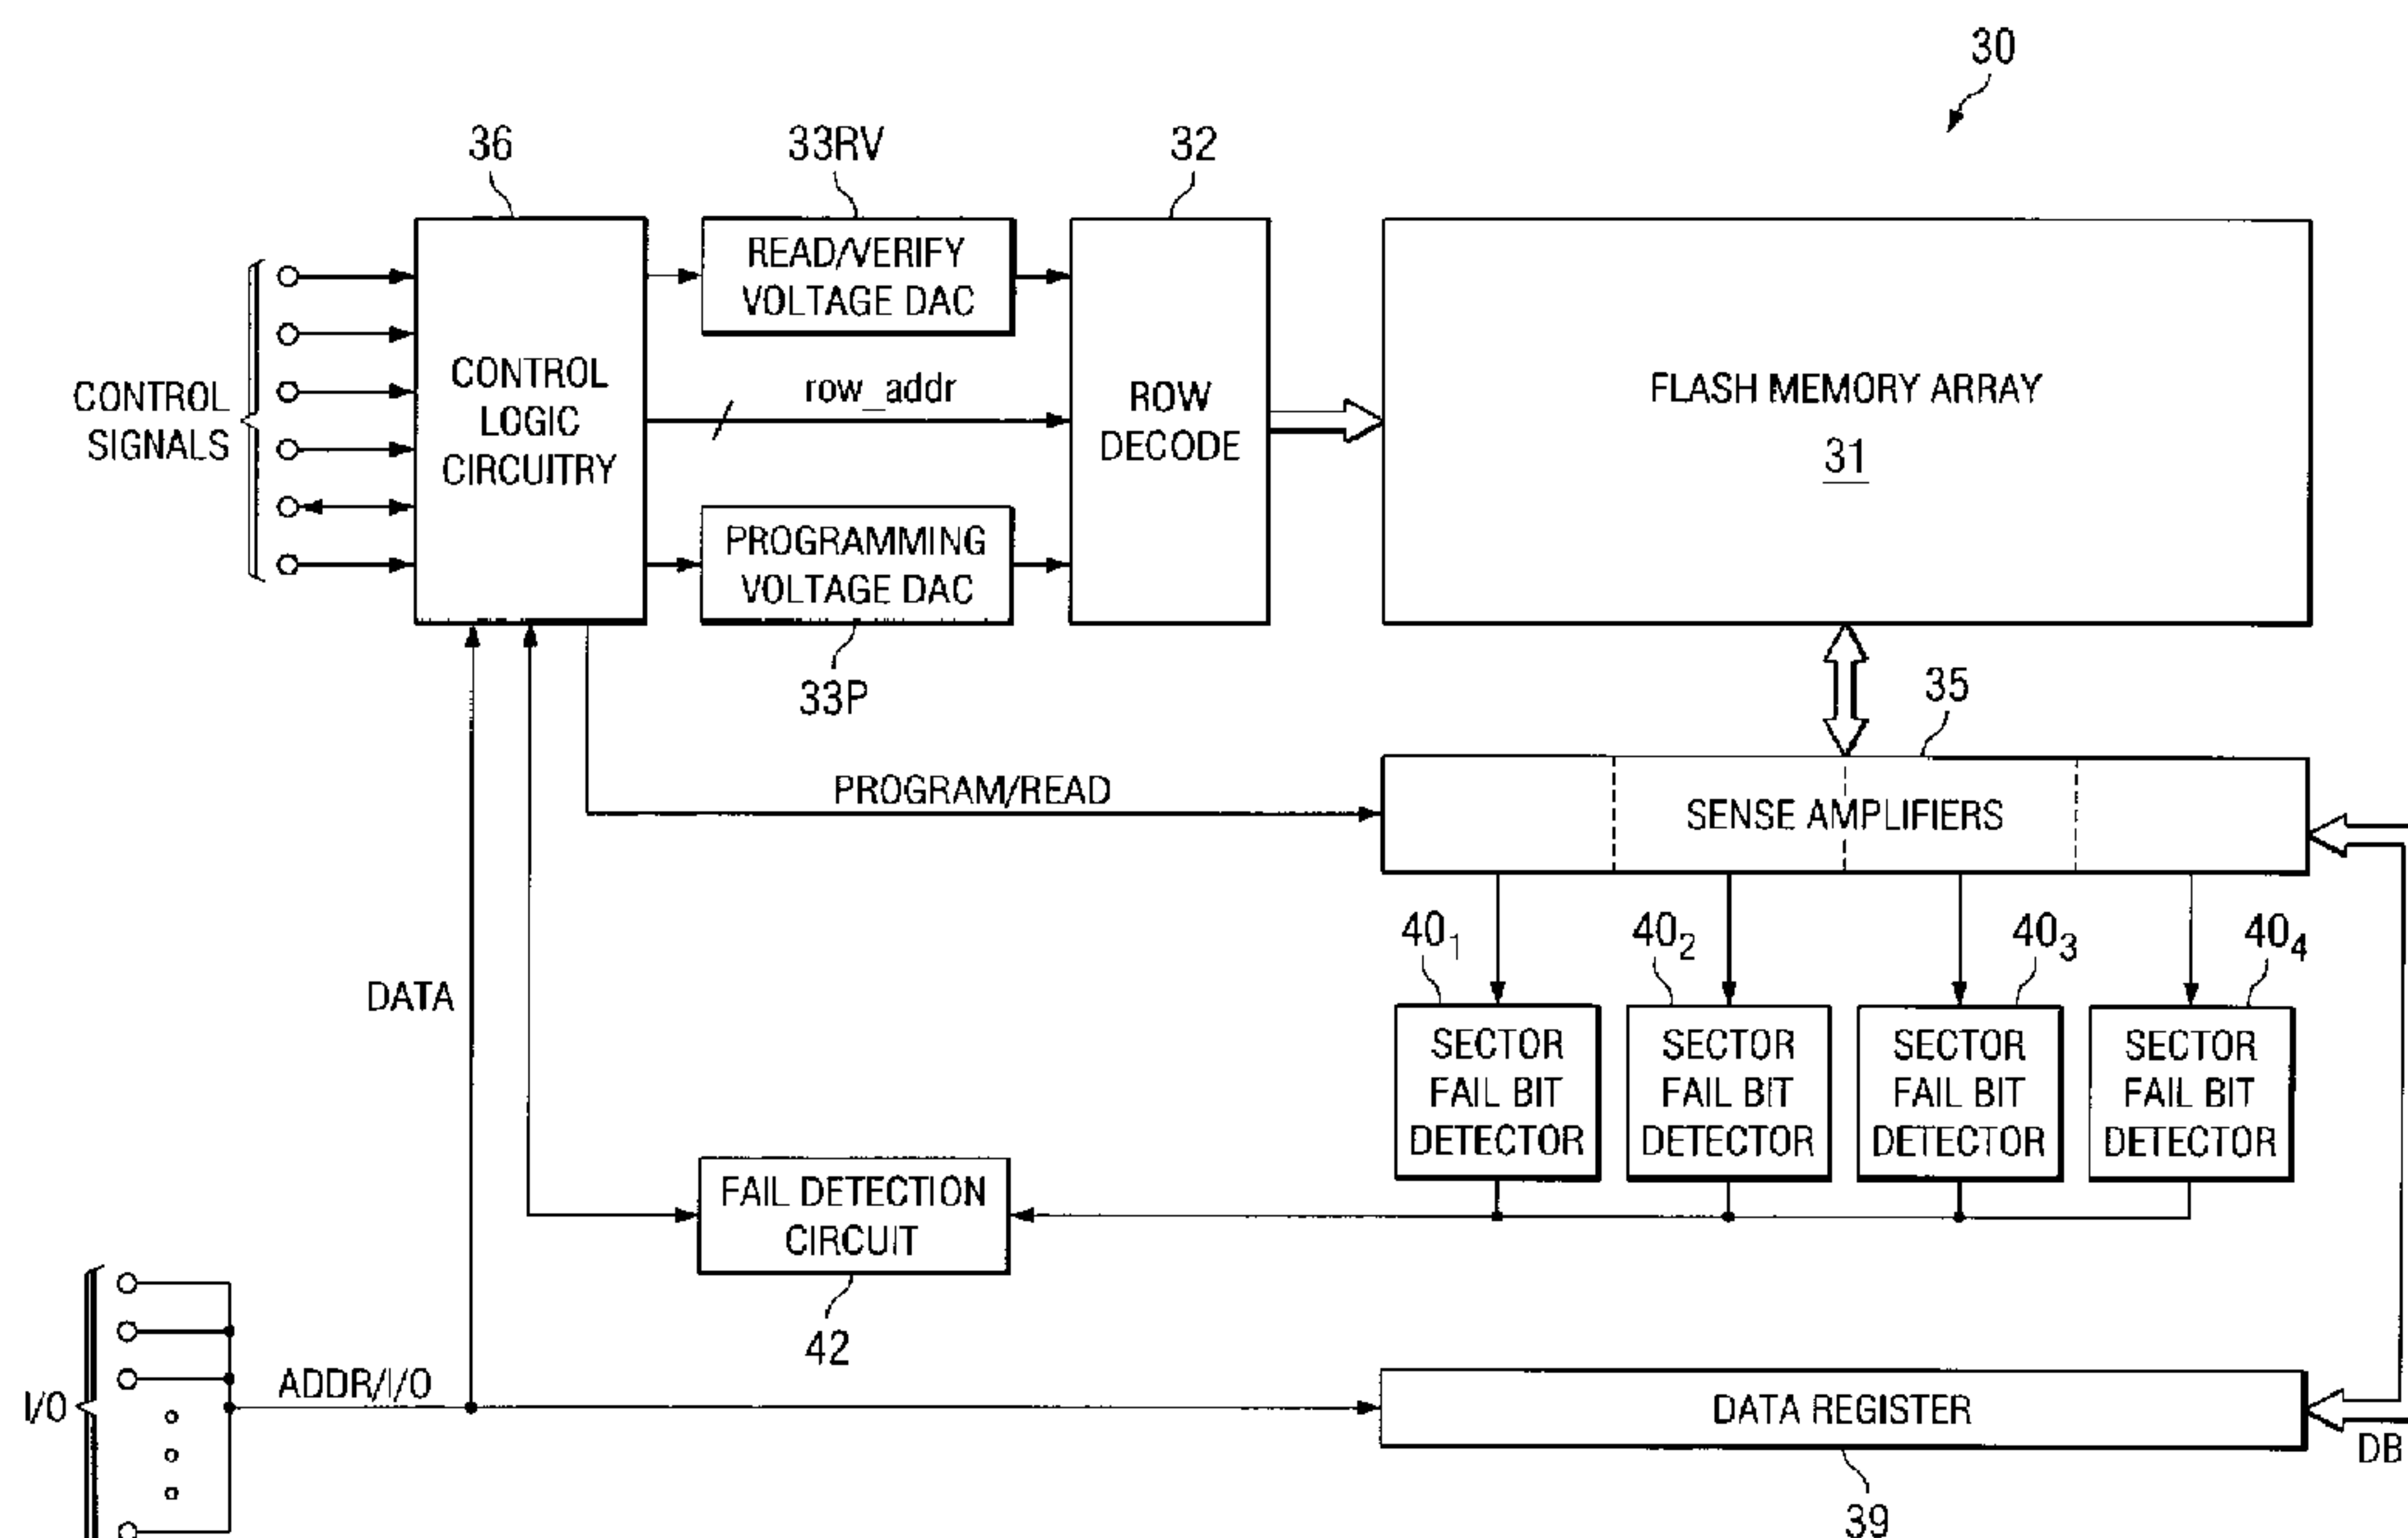 30
36
33RV
32
READ/VERIFY
VOLTAGE DAC
CONTROL
SIGNALS
CONTROL
LOGIC
CIRCUITRY
row_addr
ROW
DECODE
FLASH MEMORY ARRAY
31
PROGRAMMING
VOLTAGE DAC
33P
35
PROGRAM/READ
SENSE AMPLIFIERS
40₁
40₂
40₃
40₄
DATA
SECTOR
FAIL BIT
DETECTOR
SECTOR
FAIL BIT
DETECTOR
SECTOR
FAIL BIT
DETECTOR
SECTOR
FAIL BIT
DETECTOR
FAIL DETECTION
CIRCUIT
42
I/O
ADDR/I/O
DATA REGISTER
DB
39